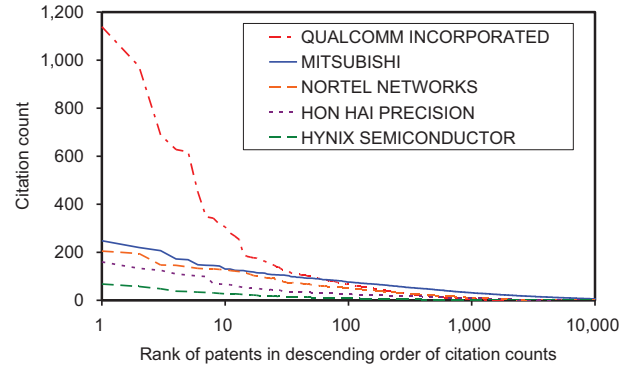 1,200
1,000
800
600
400
200
0
Citation count
QUALCOMM INCORPORATED
MITSUBISHI
NORTEL NETWORKS
HON HAI PRECISION
HYNIX SEMICONDUCTOR
1 10 100 1,000 10,000
Rank of patents in descending order of citation counts